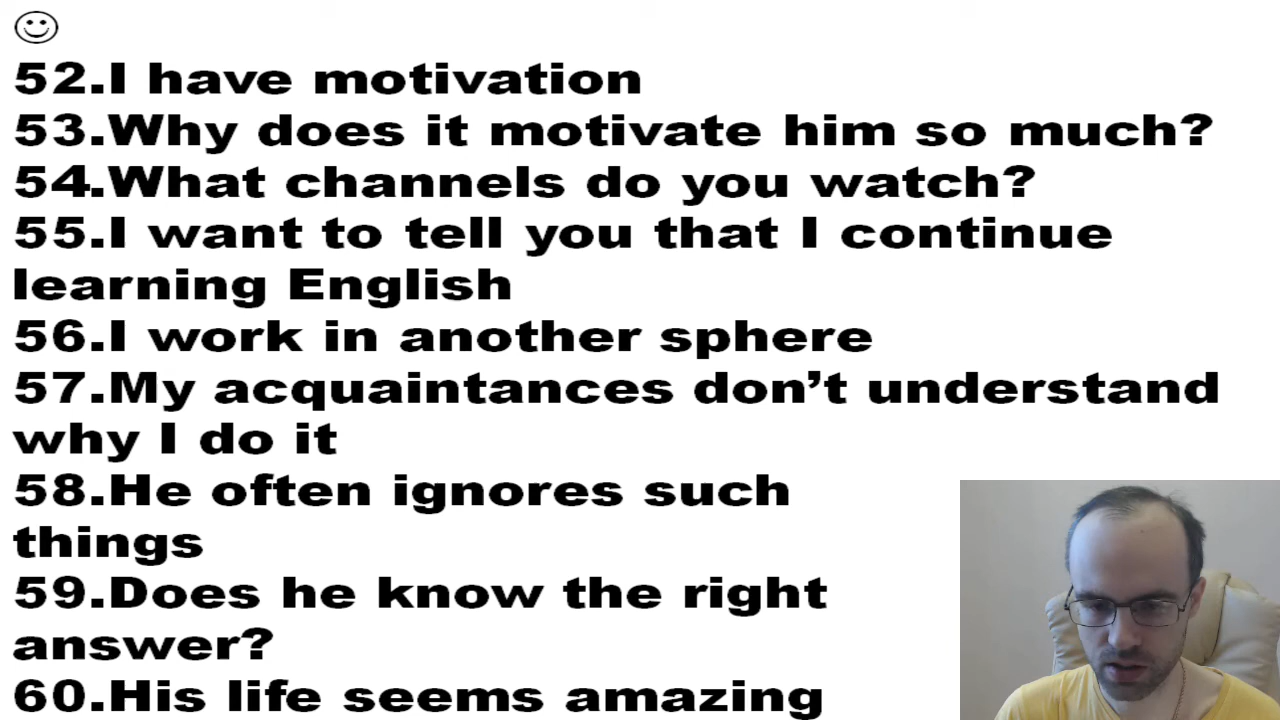 52.I have motivation
53.Why does it motivate him so much?
54.What channels do you watch?
55.I want to tell you that I continue
learning English
56.I work in another sphere
57.My acquaintances don’t understand
why I do it
58.He often ignores such
things
59.Does he know the right
answer?
60.His life seems amazing